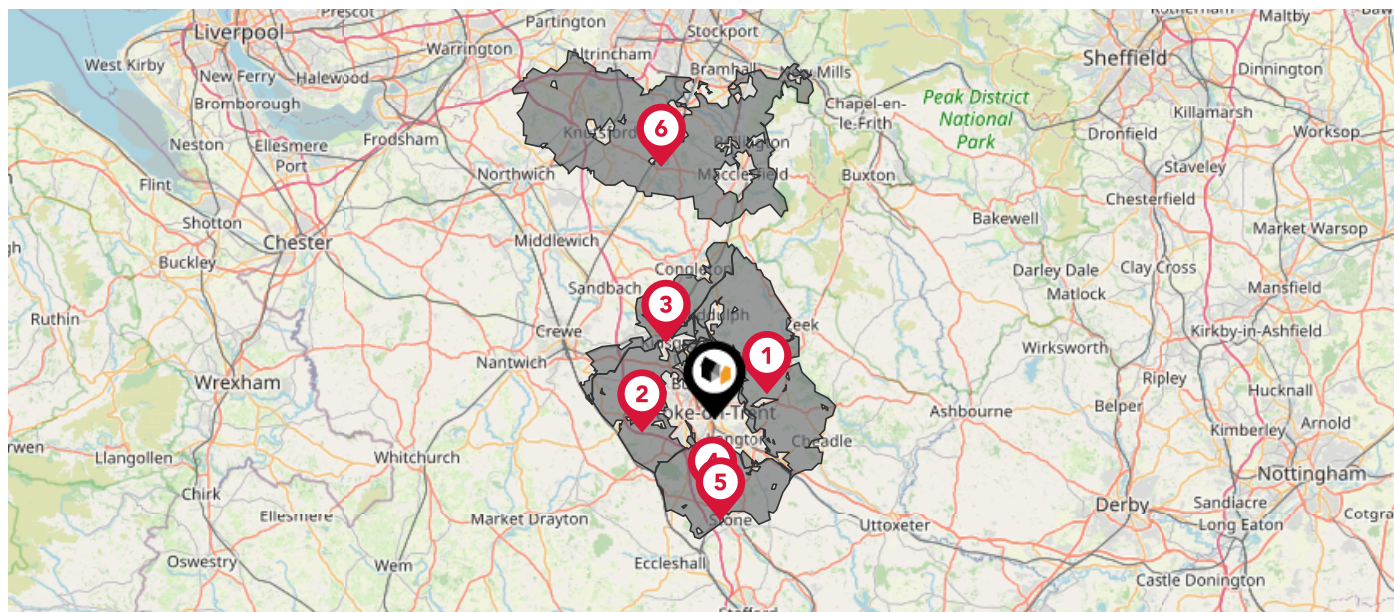 Prescot
Partington
Rotherham
Maltby
Liverpool
Stockport
Warrington
Altrincham
Sheffield
West Kirby
New Ferry
Halewood
Bramhall
Dinnington
Bromborough
Chapel-en-
le-Frith
Peak District
National
Park
Killamarsh
Neston
Frodsham
Knutsford
6
Dronfield
Worksop
Ellesmere
Port
Northwich
Macclesfield
Buxton
Staveley
Flint
Chesterfield
Shotton
Bakewell
Chester
Middlewich
Market Warsop
Buckley
Congleton
Darley Dale
Clay Cross
Sandbach
Matlock
Mansfield
3
Ruthin
Crewe
Leek
Kirkby-in-Ashfield
Nantwich
1
Wirksworth
Wrexham
2
Ripley
Hucknall
Stoke-on-Trent
Ashbourne
Belper
Kimberley
Arnold
Cheadle
Llangollen
Whitchurch
Nottingham
4
5
Chirk
Derby
Sandiacre
Ellesmere
Market Drayton
Stone
Uttoxeter
Long Eaton
Oswestry
Wem
Eccleshall
Castle Donington
Stafford